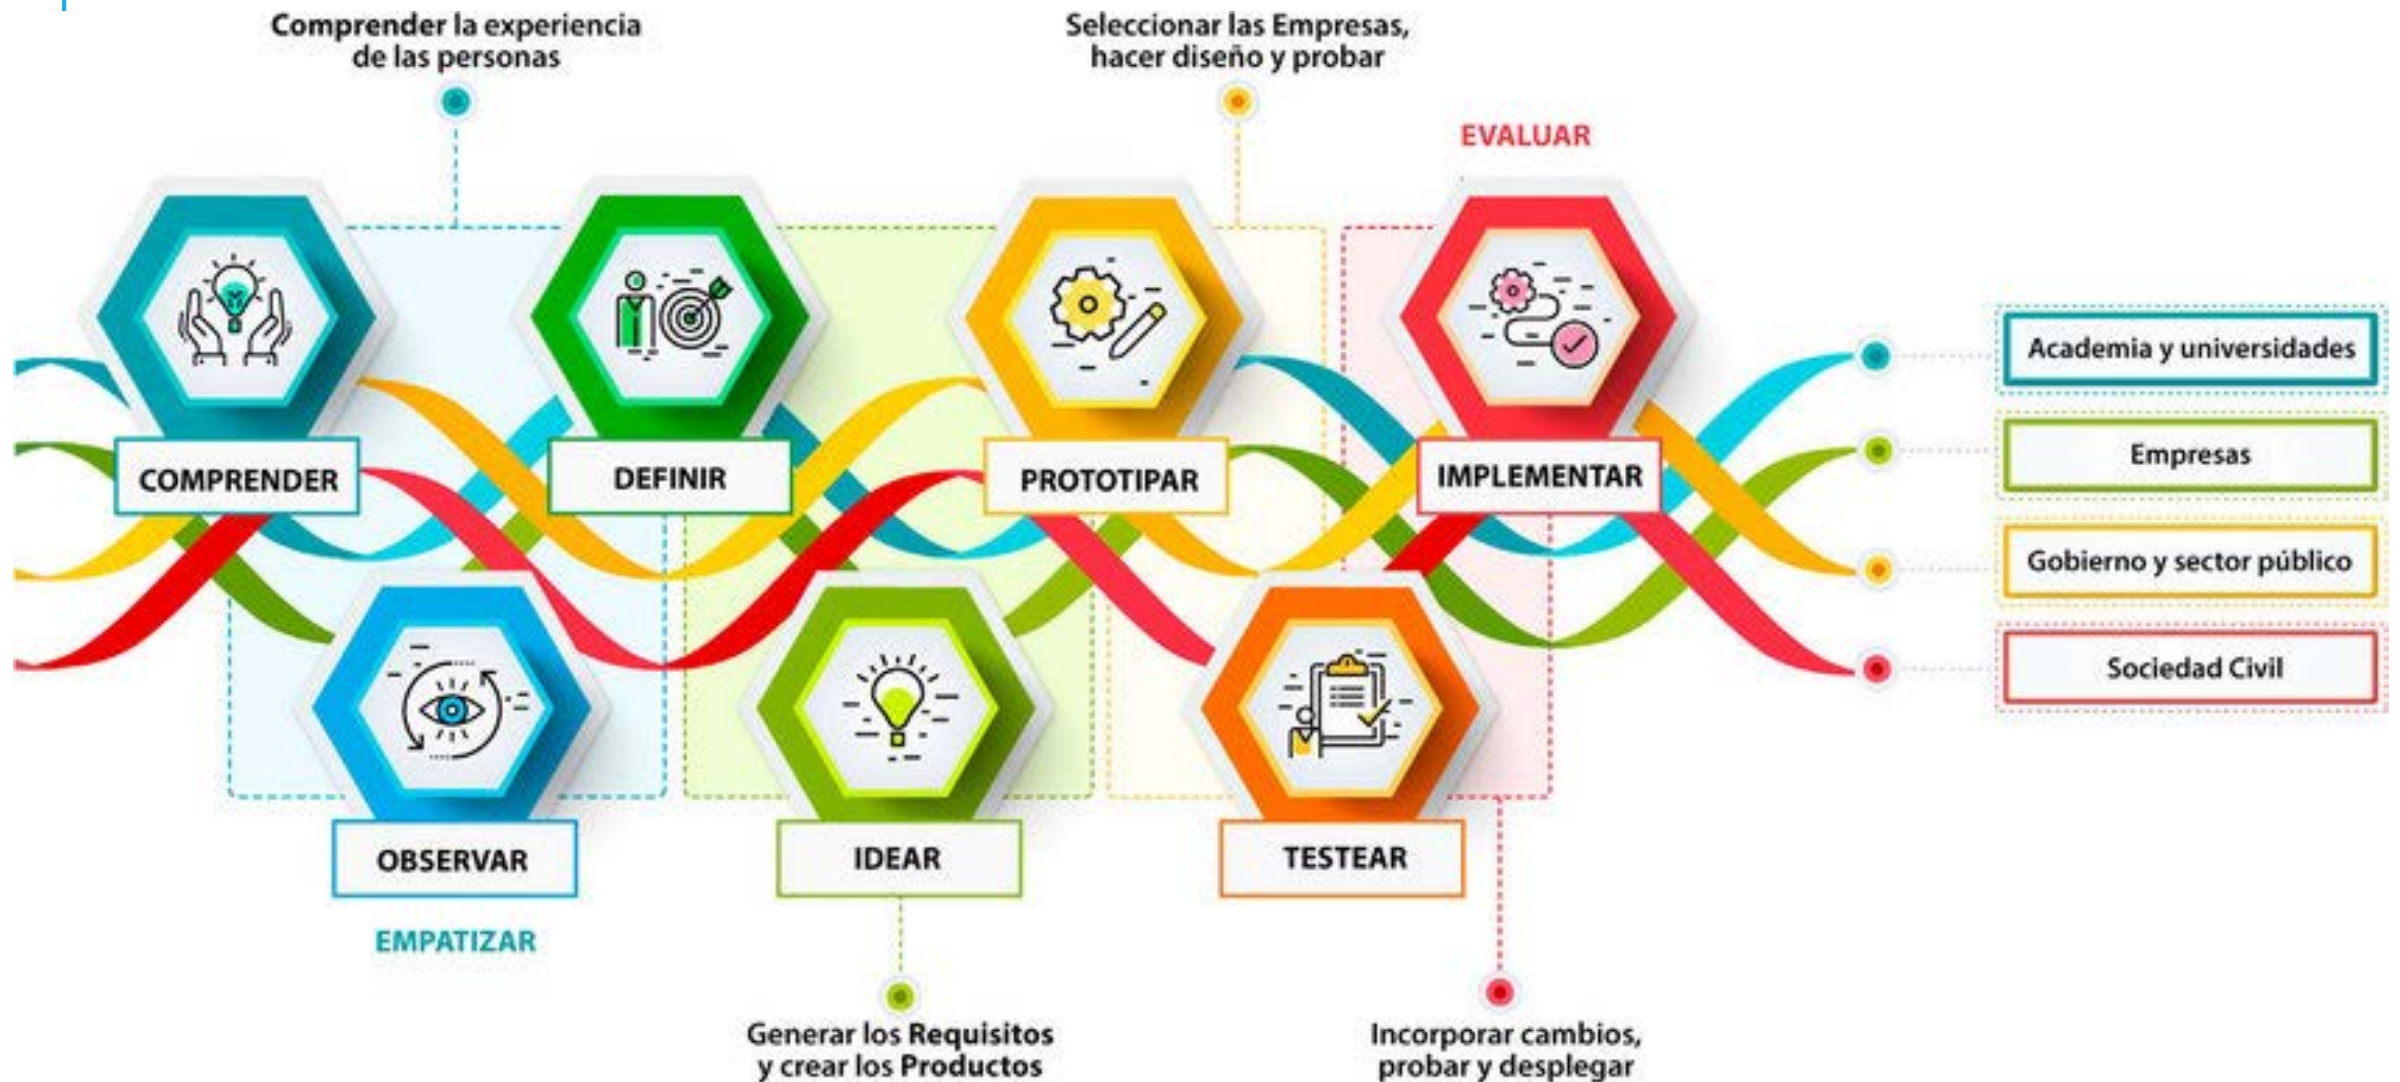 Comprender la experiencia
de las personas
Seleccionar las Empresas,
hacer diseño y probar
EVALUAR
COMPRENDER
DEFINIR
PROTOTIPAR
IMPLEMENTAR
OBSERVAR
IDEAR
TESTEAR
EMPATIZAR
Generar los Requisitos
y crear los Productos
Incorporar cambios,
probar y desplegar
Academia y universidades
Empresas
Gobierno y sector público
Sociedad Civil